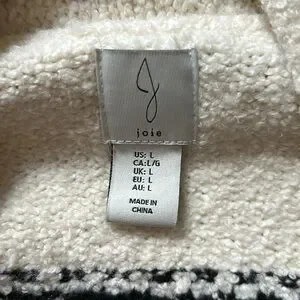 J
joie
US: L
CA: L/G
UK: L
EU: L
AU: L
MADE IN
CHINA